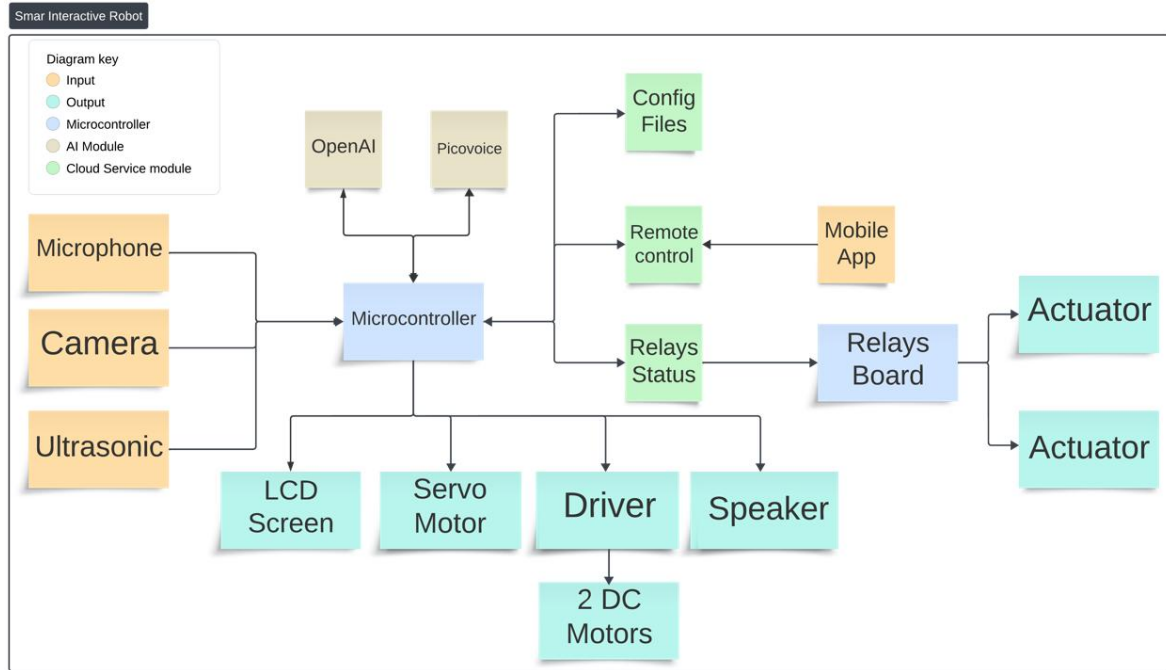 Smar Interactive Robot
Diagram key
Input
Output
Microcontroller
AI Module
Cloud Service module
OpenAI
Picovoice
Config
Files
Microphone
Camera
Ultrasonic
Microcontroller
Remote
control
Mobile
App
Relays
Status
Relays
Board
Actuator
Actuator
LCD
Screen
Servo
Motor
Driver
Speaker
2 DC
Motors